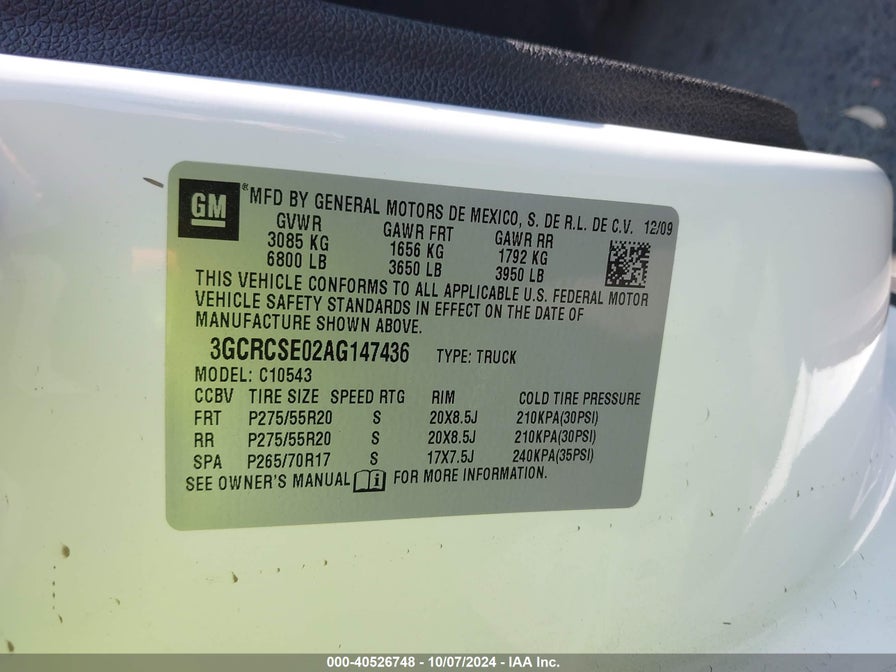 GM ® MFD BY GENERAL MOTORS DE MEXICO, S. DE R.L. DE C.V. 12/09
GVWR GAWR FRT GAWR RR
3085 KG 1656 KG 1792 KG
6800 LB 3650 LB 3950 LB
THIS VEHICLE CONFORMS TO ALL APPLICABLE U.S. FEDERAL MOTOR
VEHICLE SAFETY STANDARDS IN EFFECT ON THE DATE OF
MANUFACTURE SHOWN ABOVE.
3GCRCSE02AG147436 TYPE: TRUCK
MODEL: C10543
CCBV TIRE SIZE SPEED RTG RIM COLD TIRE PRESSURE
FRT P275/55R20 S 20X8.5J 210KPA(30PSI)
RR P275/55R20 S 20X8.5J 210KPA(30PSI)
SPA P265/70R17 S 17X7.5J 240KPA(35PSI)
SEE OWNER'S MANUAL FOR MORE INFORMATION.
000-40526748 - 10/07/2024 - IAA Inc.